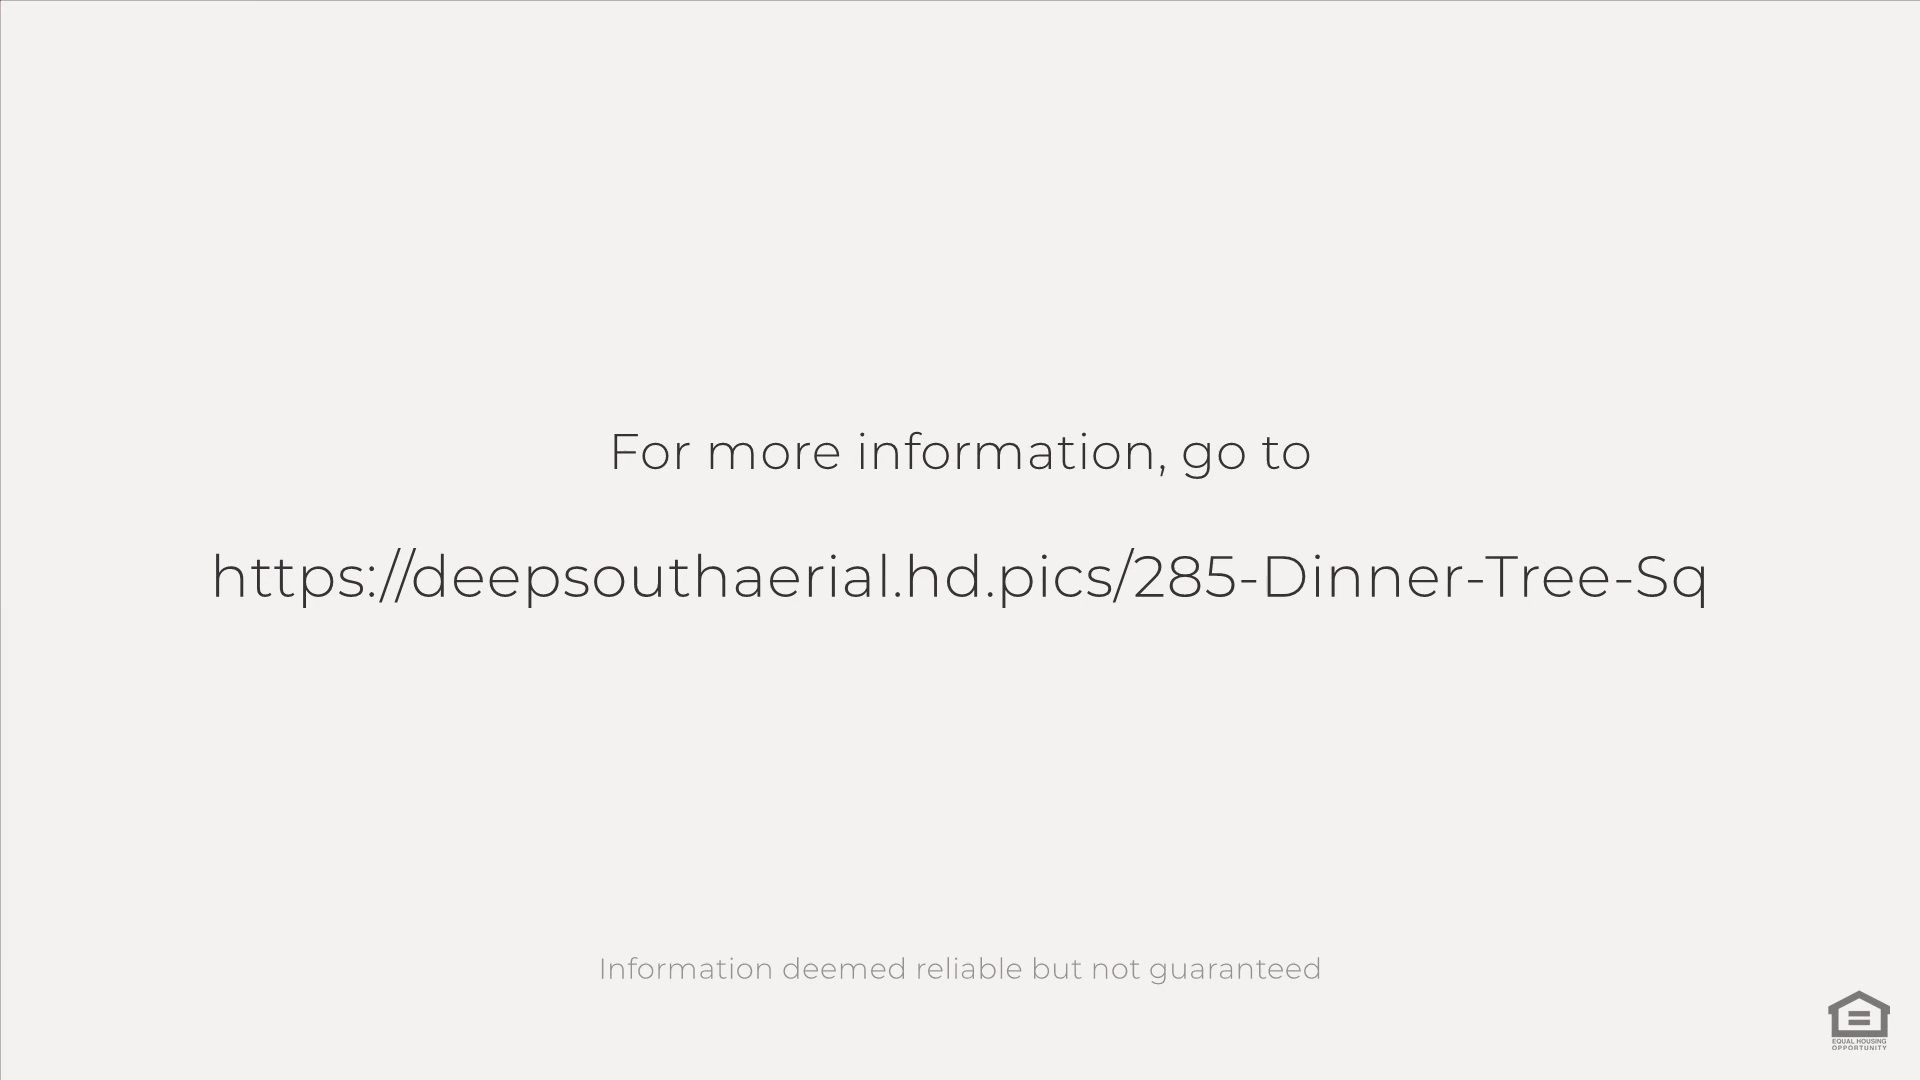 For more information, go to
https://deepsouthaerial.hd.pics/285-Dinner-Tree-Sq
Information deemed reliable but not guaranteed
EQUAL HOUSING
OPPORTUNITY